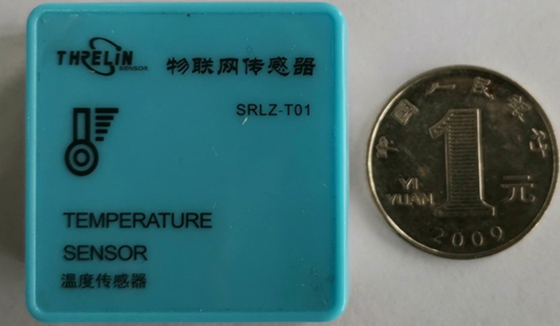 THRELIN
SENSOR
物联网传感器
SRLZ-T01
TEMPERATURE
SENSOR
温度传感器
中国人民银行
1
YI
YUAN
元
2009